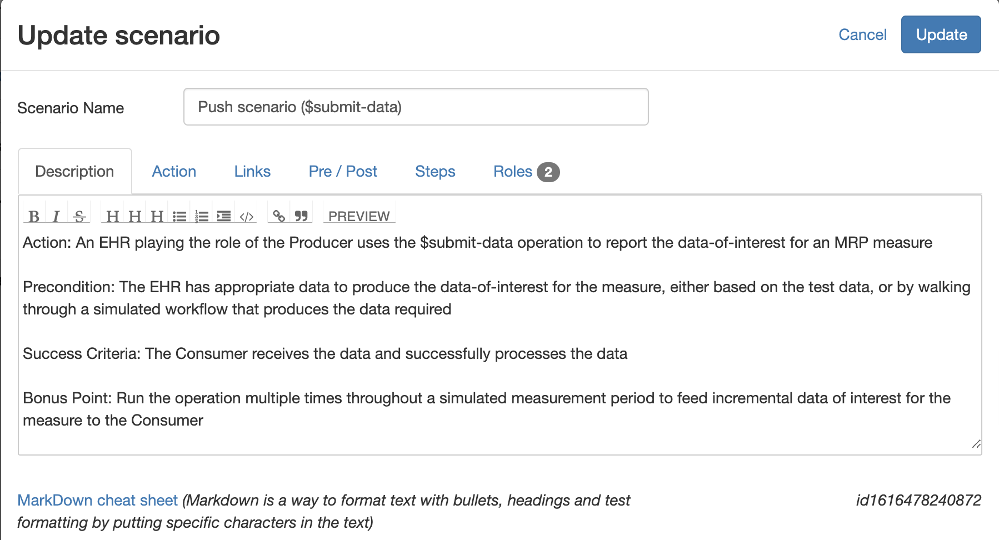 Update scenario
Cancel
Update
Scenario Name
Push scenario ($submit-data)
Description
Action
Links
Pre / Post
Steps
Roles 2
B I S H H H </> PREVIEW
Action: An EHR playing the role of the Producer uses the $submit-data operation to report the data-of-interest for an MRP measure
Precondition: The EHR has appropriate data to produce the data-of-interest for the measure, either based on the test data, or by walking
through a simulated workflow that produces the data required
Success Criteria: The Consumer receives the data and successfully processes the data
Bonus Point: Run the operation multiple times throughout a simulated measurement period to feed incremental data of interest for the
measure to the Consumer
MarkDown cheat sheet (Markdown is a way to format text with bullets, headings and test
formatting by putting specific characters in the text)
id1616478240872